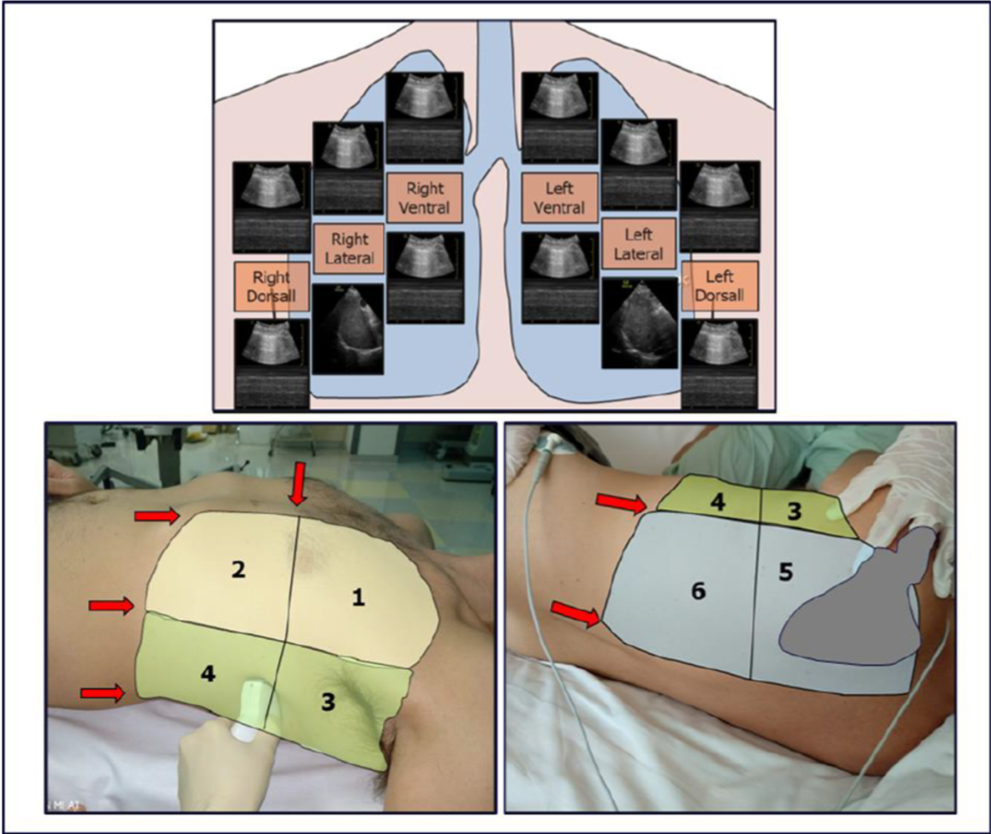 Right
Ventral
Left
Ventral
Right
Lateral
Left
Lateral
Right
Dorsall
Left
Dorsall
2
1
4
3
4
3
6
5